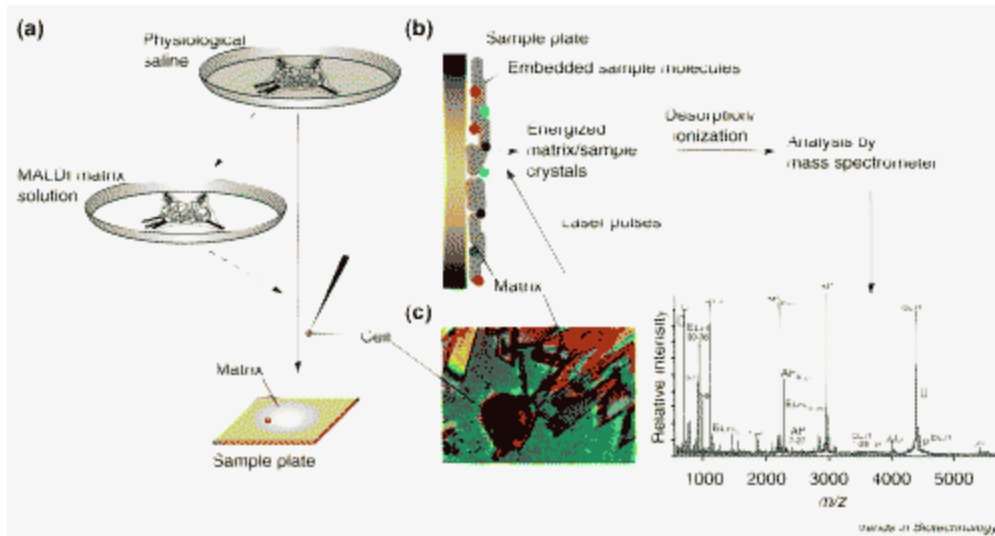 (a)
Physiological
saline
MALDI matrix
solution
Cell
Matrix
Sample plate
(b)
Sample plate
Embedded sample molecules
Energized
matrix/sample
crystals
Desorption/
ionization
Analysis by
mass spectrometer
Laser pulses
Matrix
(c)
Relative intensity
AP
1000
2000
3000
4000
5000
m/z
trends in Biotechnology